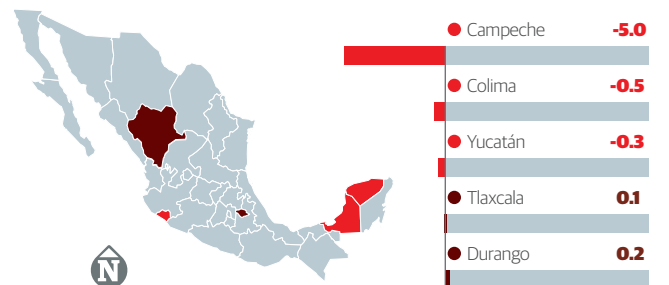 Campeche -5.0
Colima -0.5
Yucatán -0.3
Tlaxcala 0.1
Durango 0.2
N